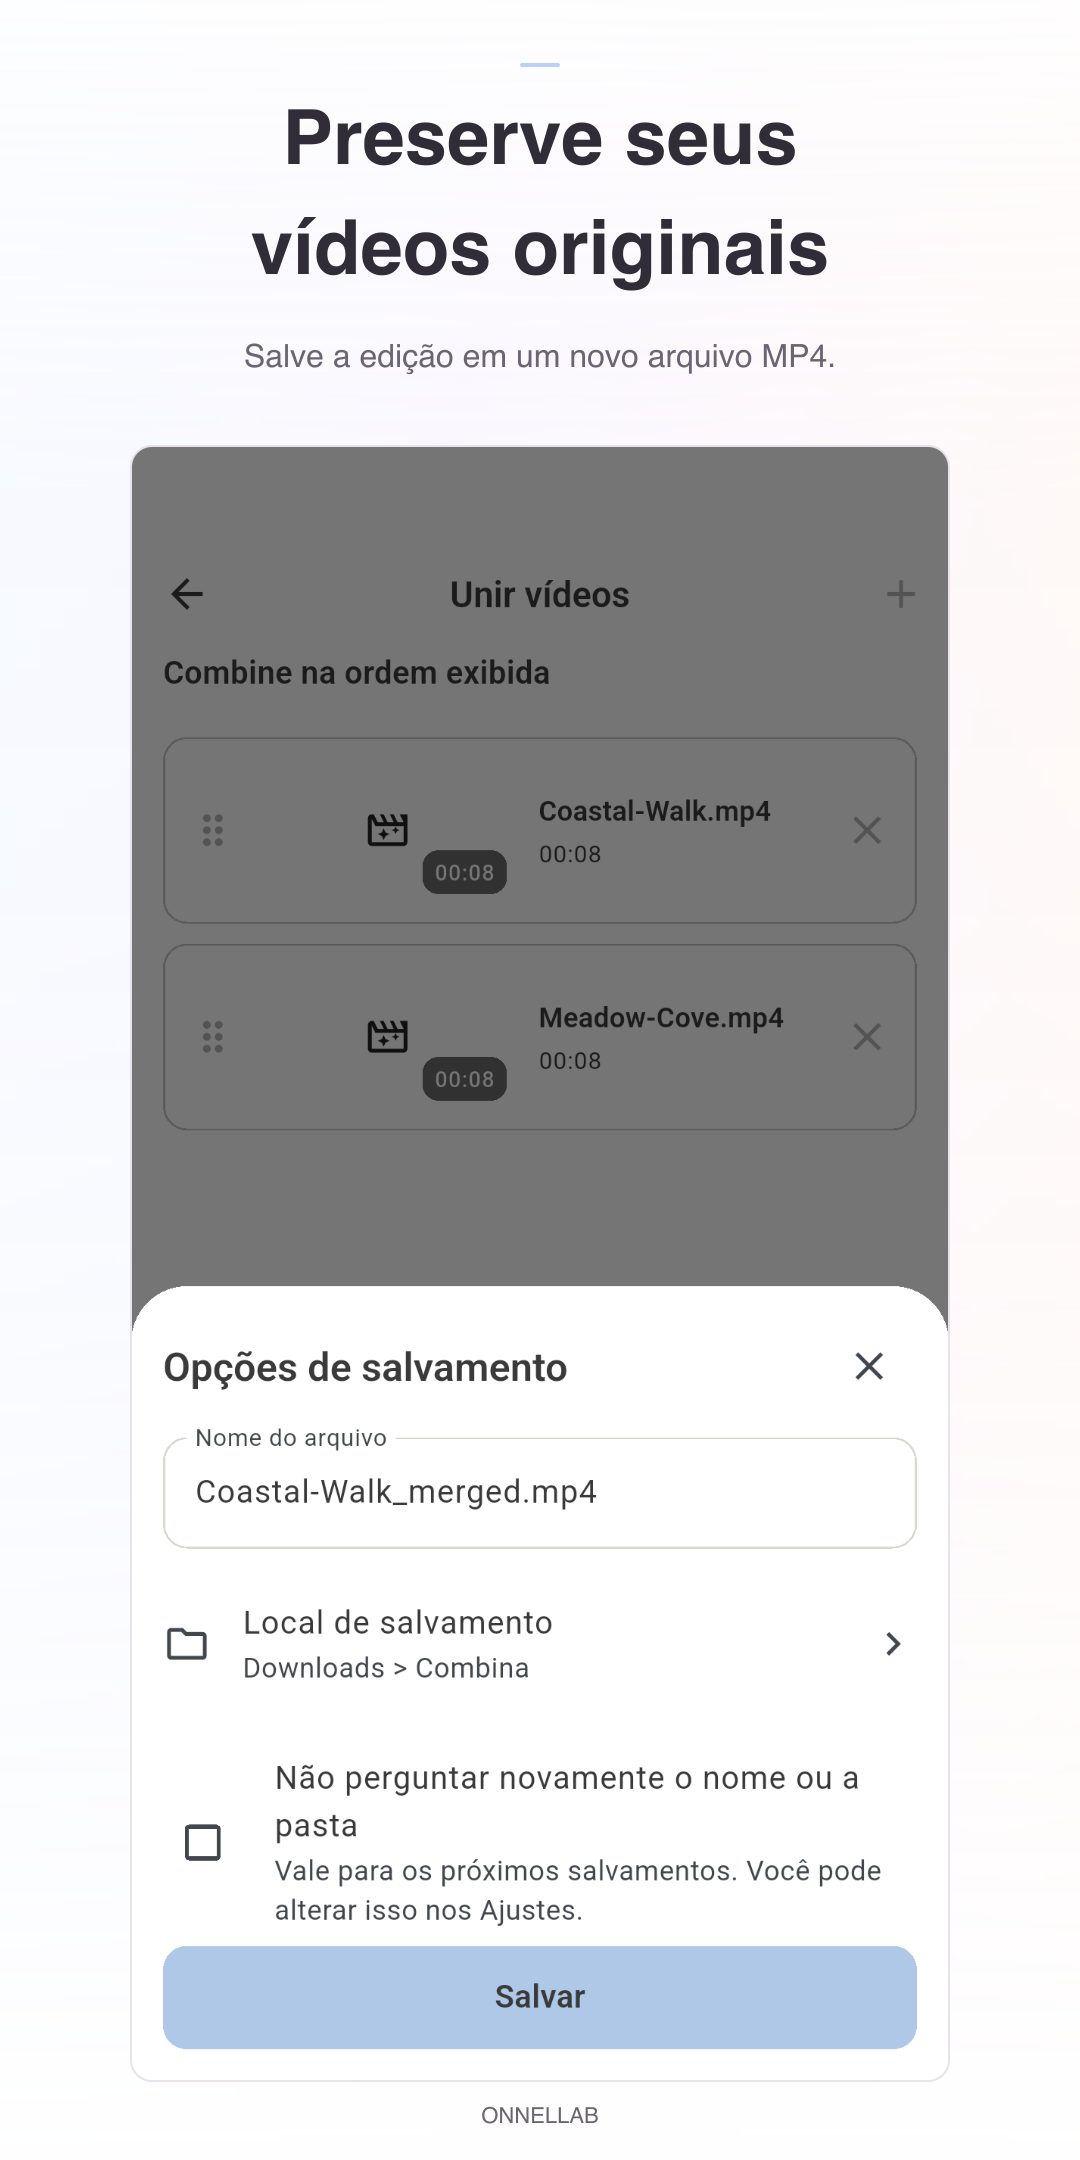 Preserve seus
vídeos originais
Salve a edição em um novo arquivo MP4.
Unir vídeos
Combine na ordem exibida
Coastal-Walk.mp4
00:08
00:08
Meadow-Cove.mp4
00:08
00:08
Opções de salvamento
Nome do arquivo
Coastal-Walk_merged.mp4
Local de salvamento
Downloads > Combina
Não perguntar novamente o nome ou a
pasta
Vale para os próximos salvamentos. Você pode
alterar isso nos Ajustes.
Salvar
ONNELLAB